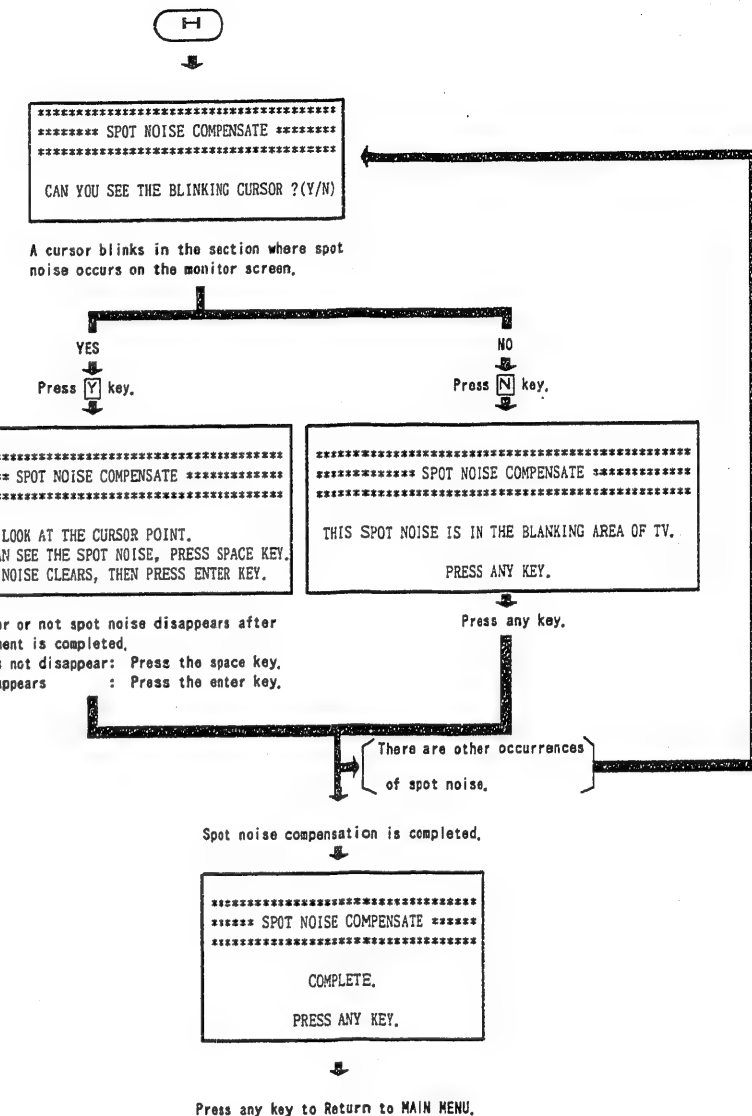 H
****************************************
******** SPOT NOISE COMPENSATE ********
****************************************
CAN YOU SEE THE BLINKING CURSOR ?(Y/N)
A cursor blinks in the section where spot
noise occurs on the monitor screen.
YES
Press Y key.
NO
Press N key.
****************************************
** SPOT NOISE COMPENSATE *************
****************************************
LOOK AT THE CURSOR POINT.
AN SEE THE SPOT NOISE, PRESS SPACE KEY.
NOISE CLEARS, THEN PRESS ENTER KEY.
er or not spot noise disappears after
ment is completed.
s not disappear: Press the space key.
appears : Press the enter key.
**************************************************
************* SPOT NOISE COMPENSATE *************
**************************************************
THIS SPOT NOISE IS IN THE BLANKING AREA OF TV.
PRESS ANY KEY.
Press any key.
There are other occurrences
of spot noise.
Spot noise compensation is completed.
***********************************
****** SPOT NOISE COMPENSATE ******
***********************************
COMPLETE.
PRESS ANY KEY.
Press any key to Return to MAIN MENU.